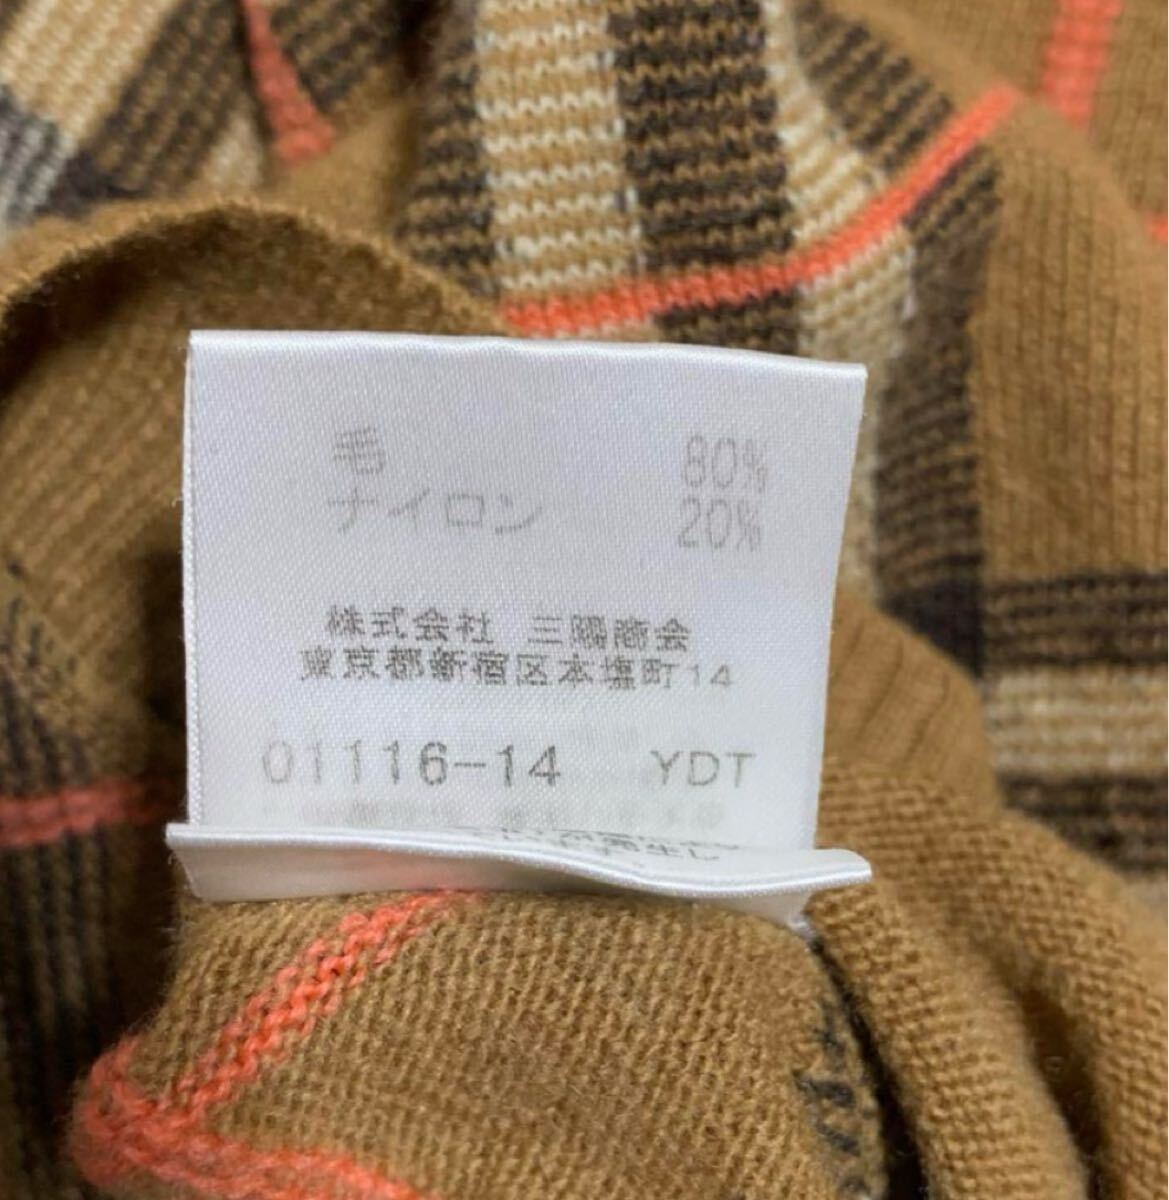 毛 80%
ナイロン 20%
株式会社 三陽商会
東京都新宿区本塩町14
01116-14 YDT